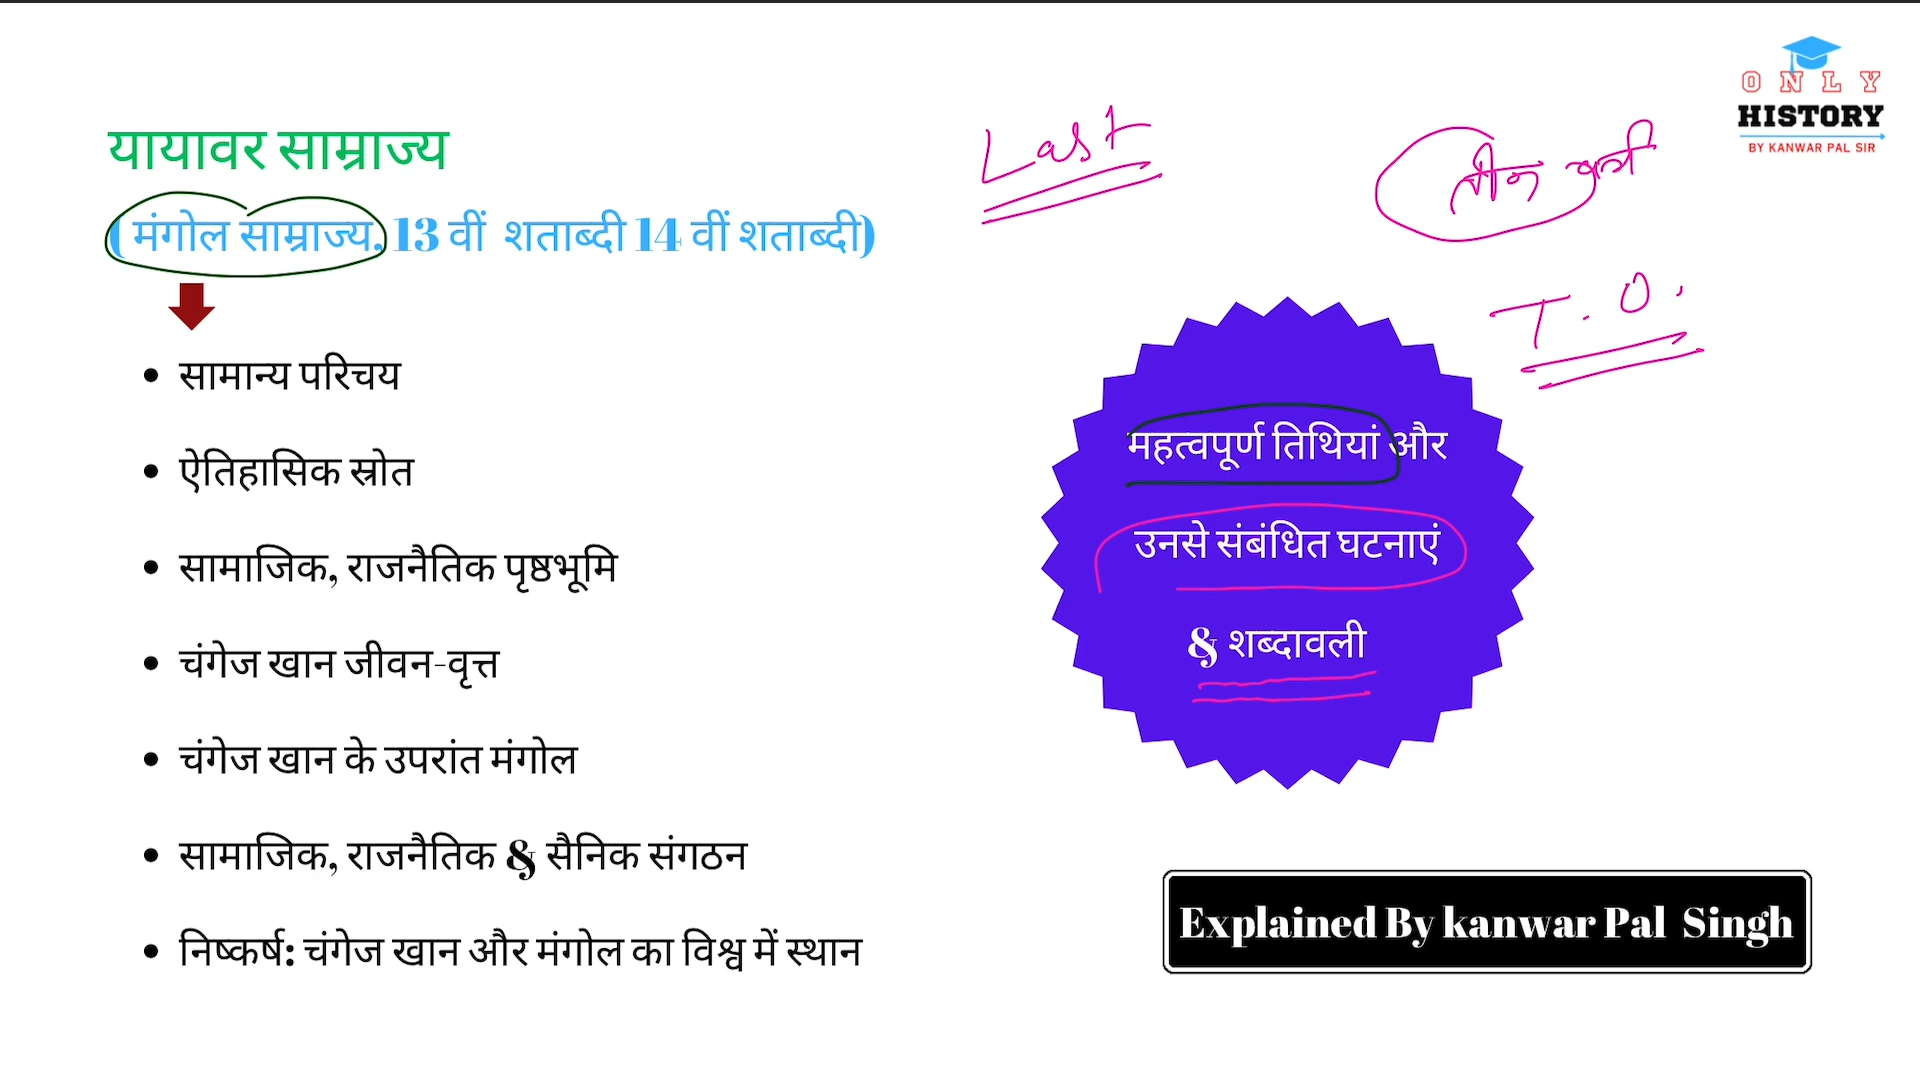 ONLY
HISTORY
BY KANWAR PAL SIR
यायावर साम्राज्य
( मंगोल साम्राज्य, 13 वीं शताब्दी 14 वीं शताब्दी)
Last
तीन
T.O.
• सामान्य परिचय
• ऐतिहासिक स्रोत
• सामाजिक, राजनैतिक पृष्ठभूमि
• चंगेज खान जीवन-वृत्त
• चंगेज खान के उपरांत मंगोल
• सामाजिक, राजनैतिक & सैनिक संगठन
• निष्कर्ष: चंगेज खान और मंगोल का विश्व में स्थान
महत्वपूर्ण तिथियां और
उनसे संबंधित घटनाएं
& शब्दावली
Explained By kanwar Pal Singh